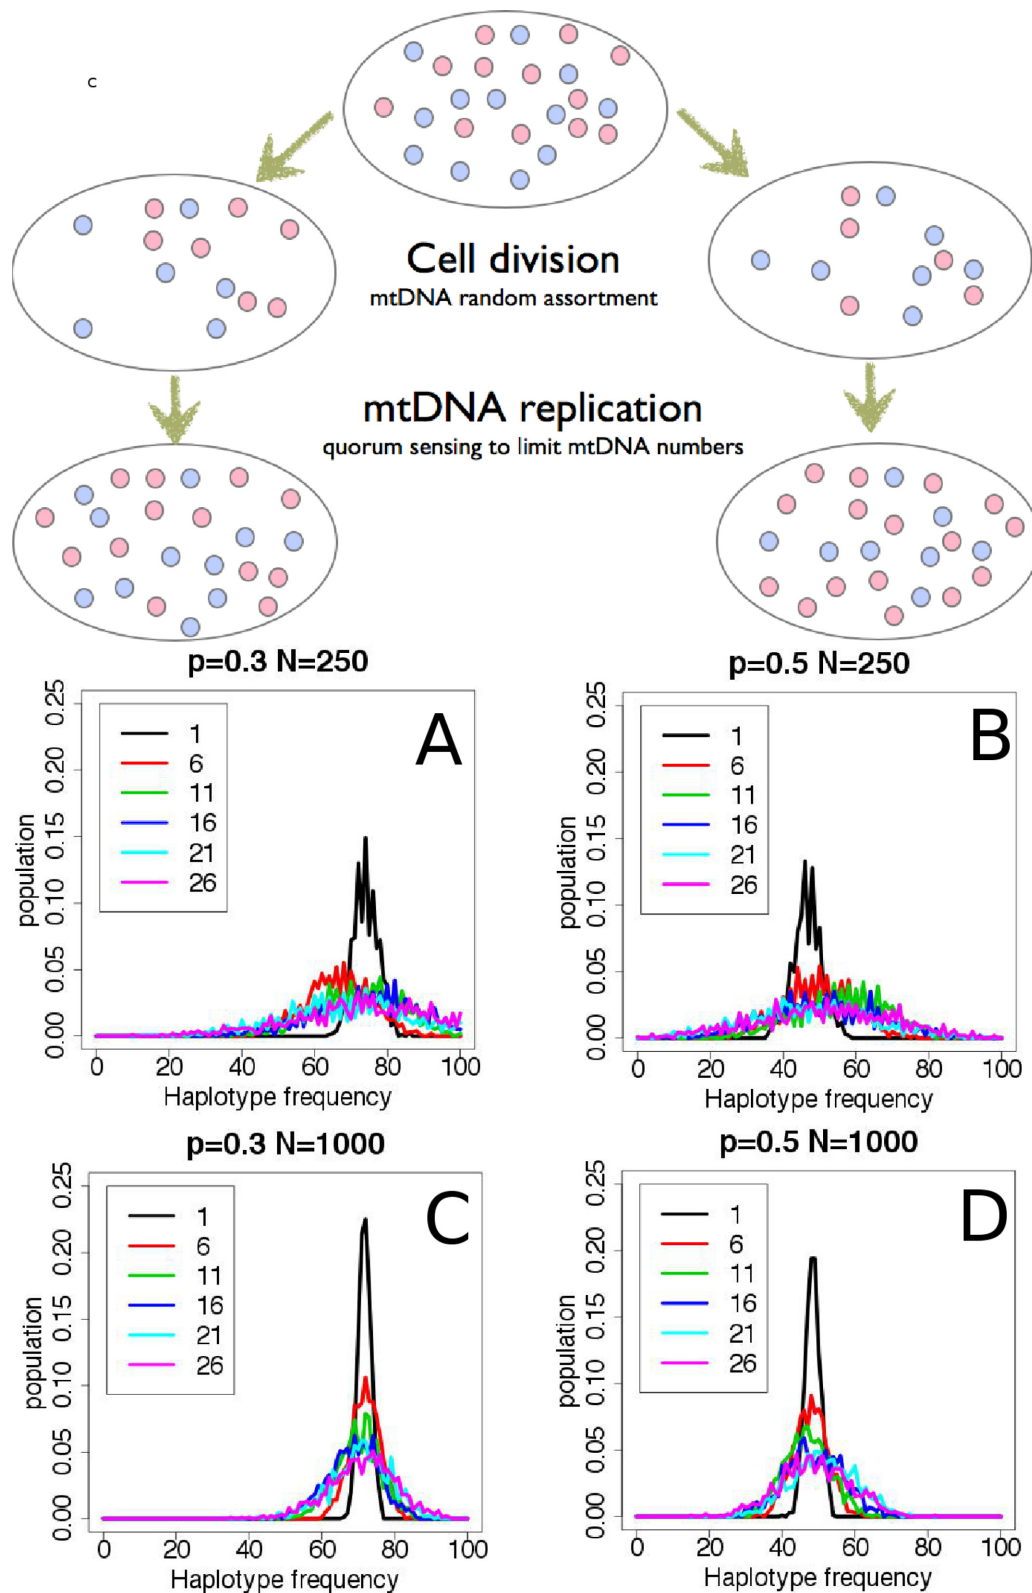 c
Cell division
mtDNA random assortment
mtDNA replication
quorum sensing to limit mtDNA numbers
p=0.3 N=250
A
1
6
11
16
21
26
population
0.00 0.05 0.10 0.15 0.20 0.25
0 20 40 60 80 100
Haplotype frequency
p=0.5 N=250
B
1
6
11
16
21
26
population
0.00 0.05 0.10 0.15 0.20 0.25
0 20 40 60 80 100
Haplotype frequency
p=0.3 N=1000
C
1
6
11
16
21
26
population
0.00 0.05 0.10 0.15 0.20 0.25
0 20 40 60 80 100
Haplotype frequency
p=0.5 N=1000
D
1
6
11
16
21
26
population
0.00 0.05 0.10 0.15 0.20 0.25
0 20 40 60 80 100
Haplotype frequency